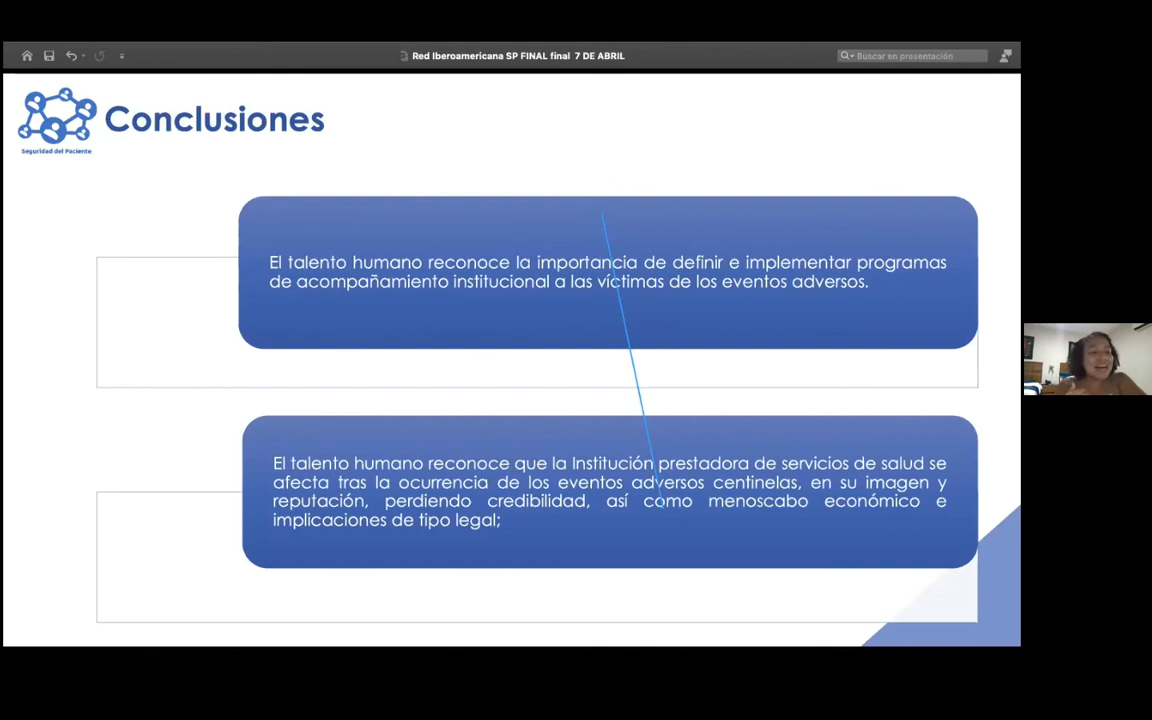 Red Iberoamericana SP FINAL final 7 DE ABRIL
Buscar en presentación
Conclusiones
Seguridad del Paciente
El talento humano reconoce la importancia de definir e implementar programas
de acompañamiento institucional a las víctimas de los eventos adversos.
El talento humano reconoce que la Institución prestadora de servicios de salud se
afecta tras la ocurrencia de los eventos adversos centinelas, en su imagen y
reputación, perdiendo credibilidad, así como menoscabo económico e
implicaciones de tipo legal;